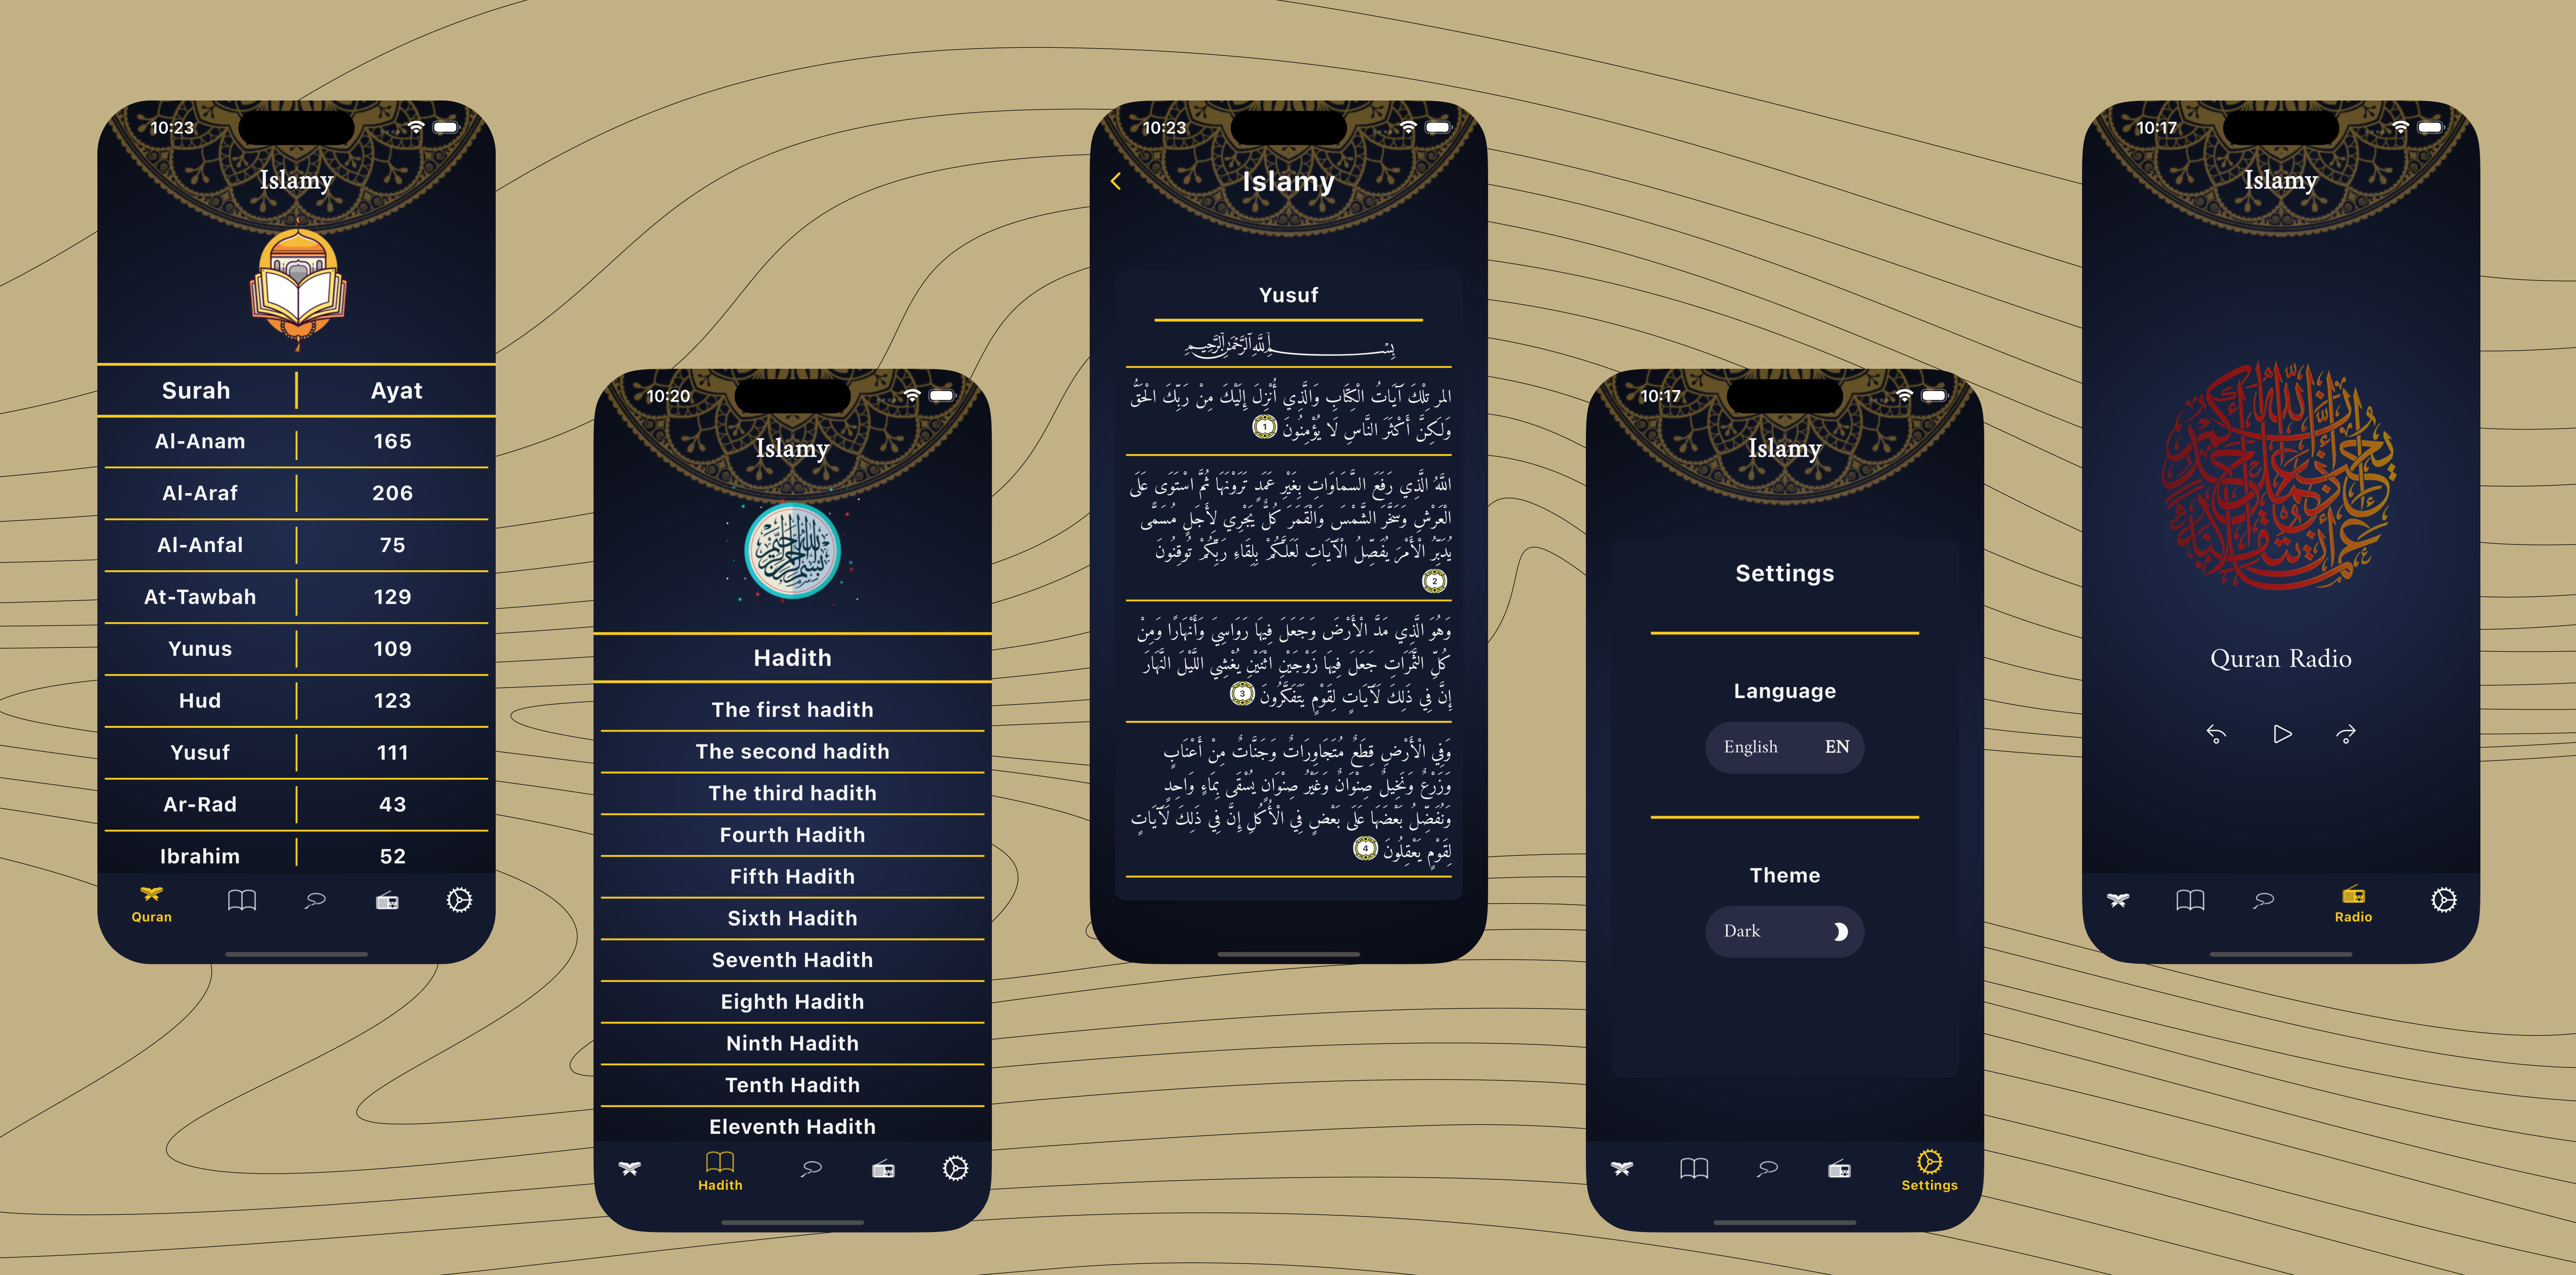 10:23
Islamy
Surah Ayat
Al-Anam 165
Al-Araf 206
Al-Anfal 75
At-Tawbah 129
Yunus 109
Hud 123
Yusuf 111
Ar-Rad 43
Ibrahim 52
Quran
10:20
Islamy
Hadith
The first hadith
The second hadith
The third hadith
Fourth Hadith
Fifth Hadith
Sixth Hadith
Seventh Hadith
Eighth Hadith
Ninth Hadith
Tenth Hadith
Eleventh Hadith
Hadith
10:23
Islamy
Yusuf
بِسْمِ اللَّهِ الرَّحْمَٰنِ الرَّحِيمِ
المر تِلْكَ آيَاتُ الْكِتَابِ وَالَّذِي أُنْزِلَ إِلَيْكَ مِنْ رَبِّكَ الْحَقُّ
وَلَكِنَّ أَكْثَرَ النَّاسِ لَا يُؤْمِنُونَ 1
اللَّهُ الَّذِي رَفَعَ السَّمَاوَاتِ بِغَيْرِ عَمَدٍ تَرَوْنَهَا ثُمَّ اسْتَوَى عَلَى
الْعَرْشِ وَسَخَّرَ الشَّمْسَ وَالْقَمَرَ كُلٌّ يَجْرِي لِأَجَلٍ مُسَمًّى
يُدَبِّرُ الْأَمْرَ يُفَصِّلُ الْآيَاتِ لَعَلَّكُمْ بِلِقَاءِ رَبِّكُمْ تُوقِنُونَ
2
وَهُوَ الَّذِي مَدَّ الْأَرْضَ وَجَعَلَ فِيهَا رَوَاسِيَ وَأَنْهَارًا وَمِنْ
كُلِّ الثَّمَرَاتِ جَعَلَ فِيهَا زَوْجَيْنِ اثْنَيْنِ يُغْشِي اللَّيْلَ النَّهَارَ
إِنَّ فِي ذَلِكَ لَآيَاتٍ لِقَوْمٍ يَتَفَكَّرُونَ 3
وَفِي الْأَرْضِ قِطَعٌ مُتَجَاوِرَاتٌ وَجَنَّاتٌ مِنْ أَعْنَابٍ
وَزَرْعٌ وَنَخِيلٌ صِنْوَانٌ وَغَيْرُ صِنْوَانٍ يُسْقَى بِمَاءٍ وَاحِدٍ
وَنُفَضِّلُ بَعْضَهَا عَلَى بَعْضٍ فِي الْأُكُلِ إِنَّ فِي ذَلِكَ لَآيَاتٍ
لِقَوْمٍ يَعْقِلُونَ 4
10:17
Islamy
Settings
Language
English EN
Theme
Dark
Settings
10:17
Islamy
Quran Radio
Radio